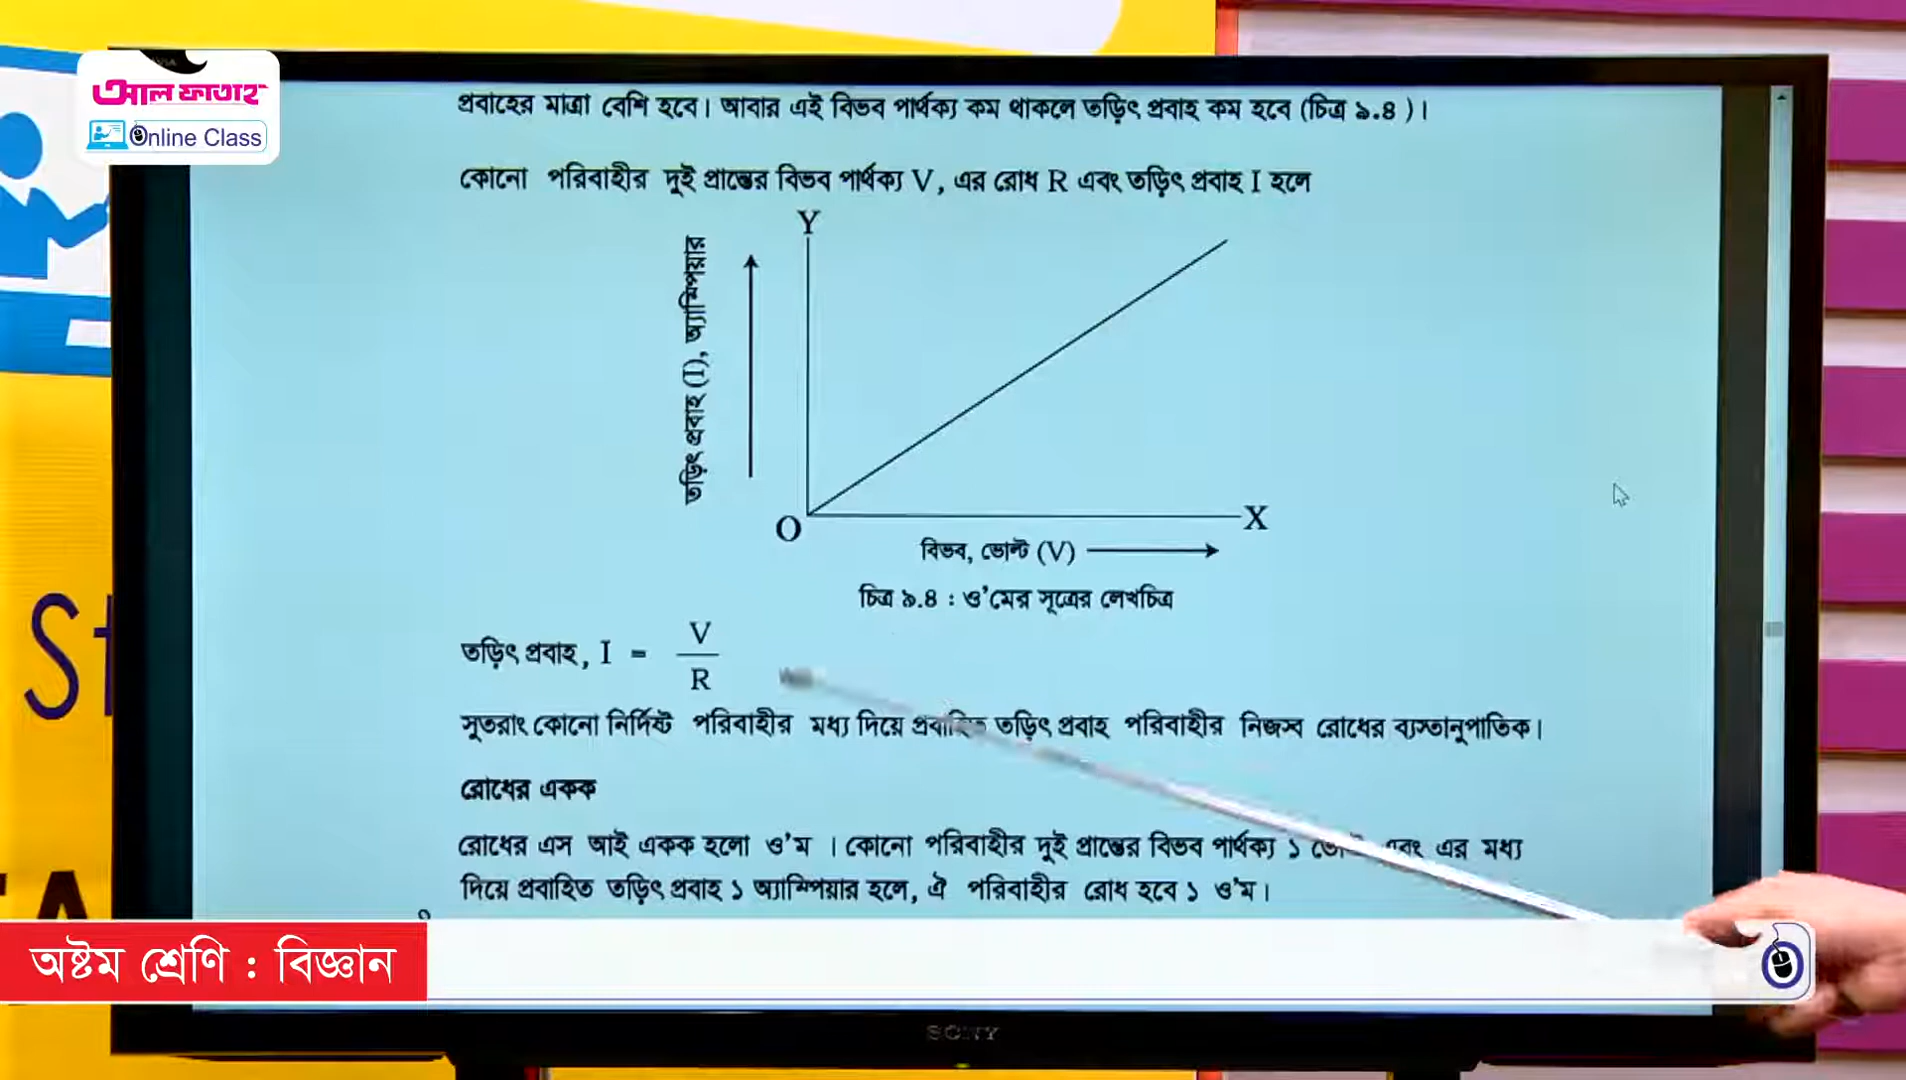 আল ফাতাহ
Online Class
প্রবাহের মাত্রা বেশি হবে। আবার এই বিভব পার্থক্য কম থাকলে তড়িৎ প্রবাহ কম হবে (চিত্র ৯.৪ )।
কোনো পরিবাহীর দুই প্রান্তের বিভব পার্থক্য V, এর রোধ R এবং তড়িৎ প্রবাহ I হলে
Y
তড়িৎ প্রবাহ (I), অ্যাম্পিয়ার
O
X
বিভব, ভোল্ট (V)
চিত্র ৯.৪ : ও'মের সূত্রের লেখচিত্র
তড়িৎ প্রবাহ, I = V
R
সুতরাং কোনো নির্দিষ্ট পরিবাহীর মধ্য দিয়ে প্রবাহিত তড়িৎ প্রবাহ পরিবাহীর নিজস্ব রোধের ব্যস্তানুপাতিক।
রোধের একক
রোধের এস আই একক হলো ও'ম । কোনো পরিবাহীর দুই প্রান্তের বিভব পার্থক্য ১ এবং এর মধ্য
দিয়ে প্রবাহিত তড়িৎ প্রবাহ ১ অ্যাম্পিয়ার হলে, ঐ পরিবাহীর রোধ হবে ১ ও'ম।
অষ্টম শ্রেণি : বিজ্ঞান
SONY